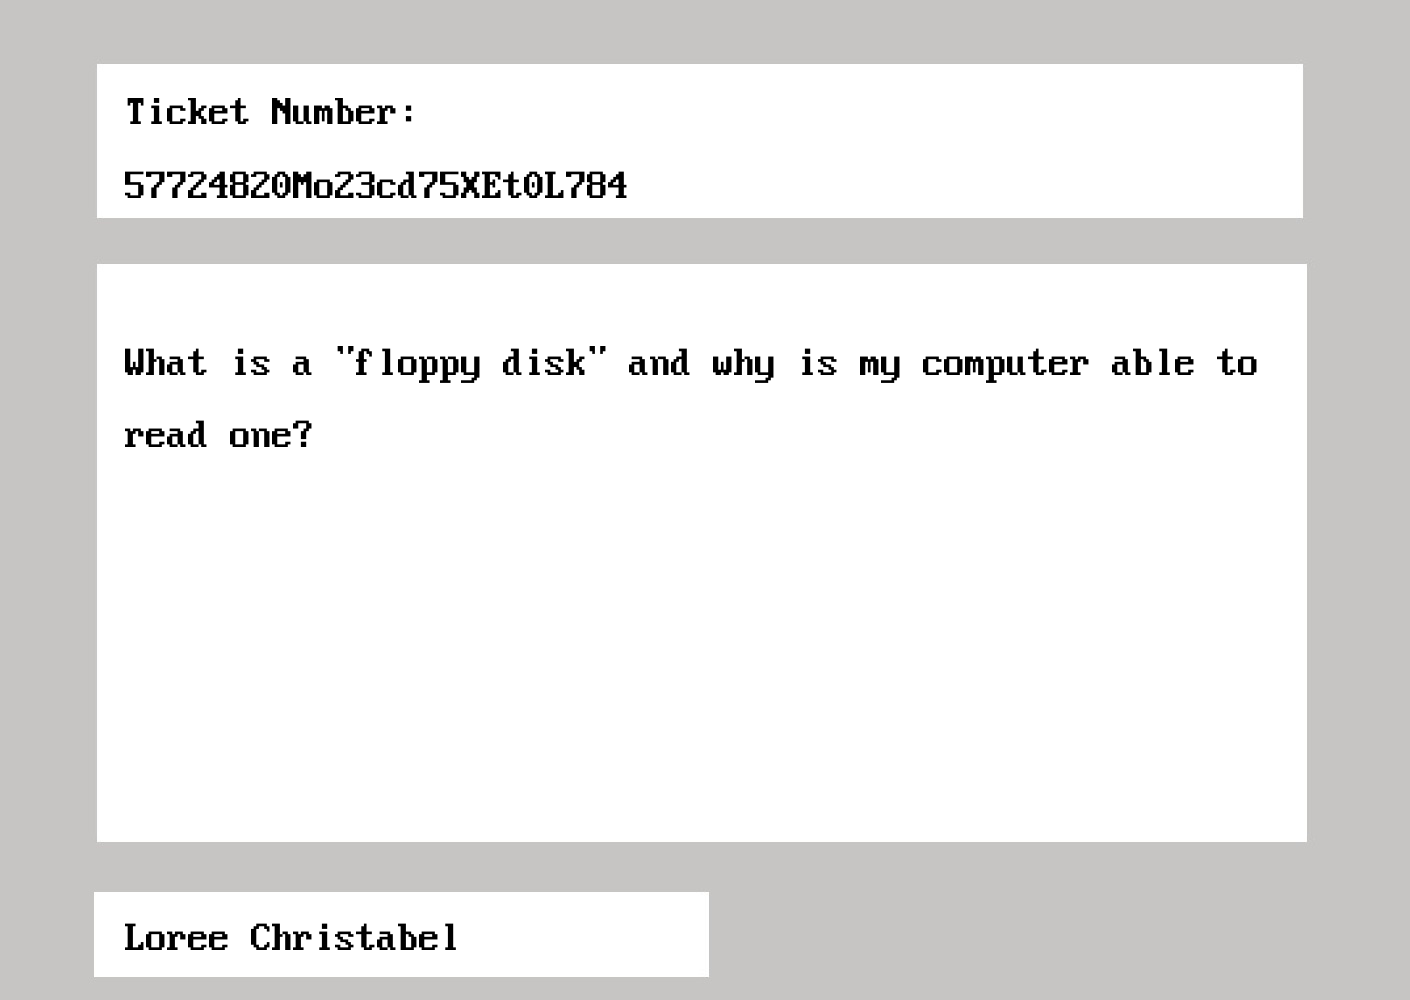 Ticket Number:
57724820Mo23cd75XEt0L784
What is a "floppy disk" and why is my computer able to
read one?
Loree Christabel